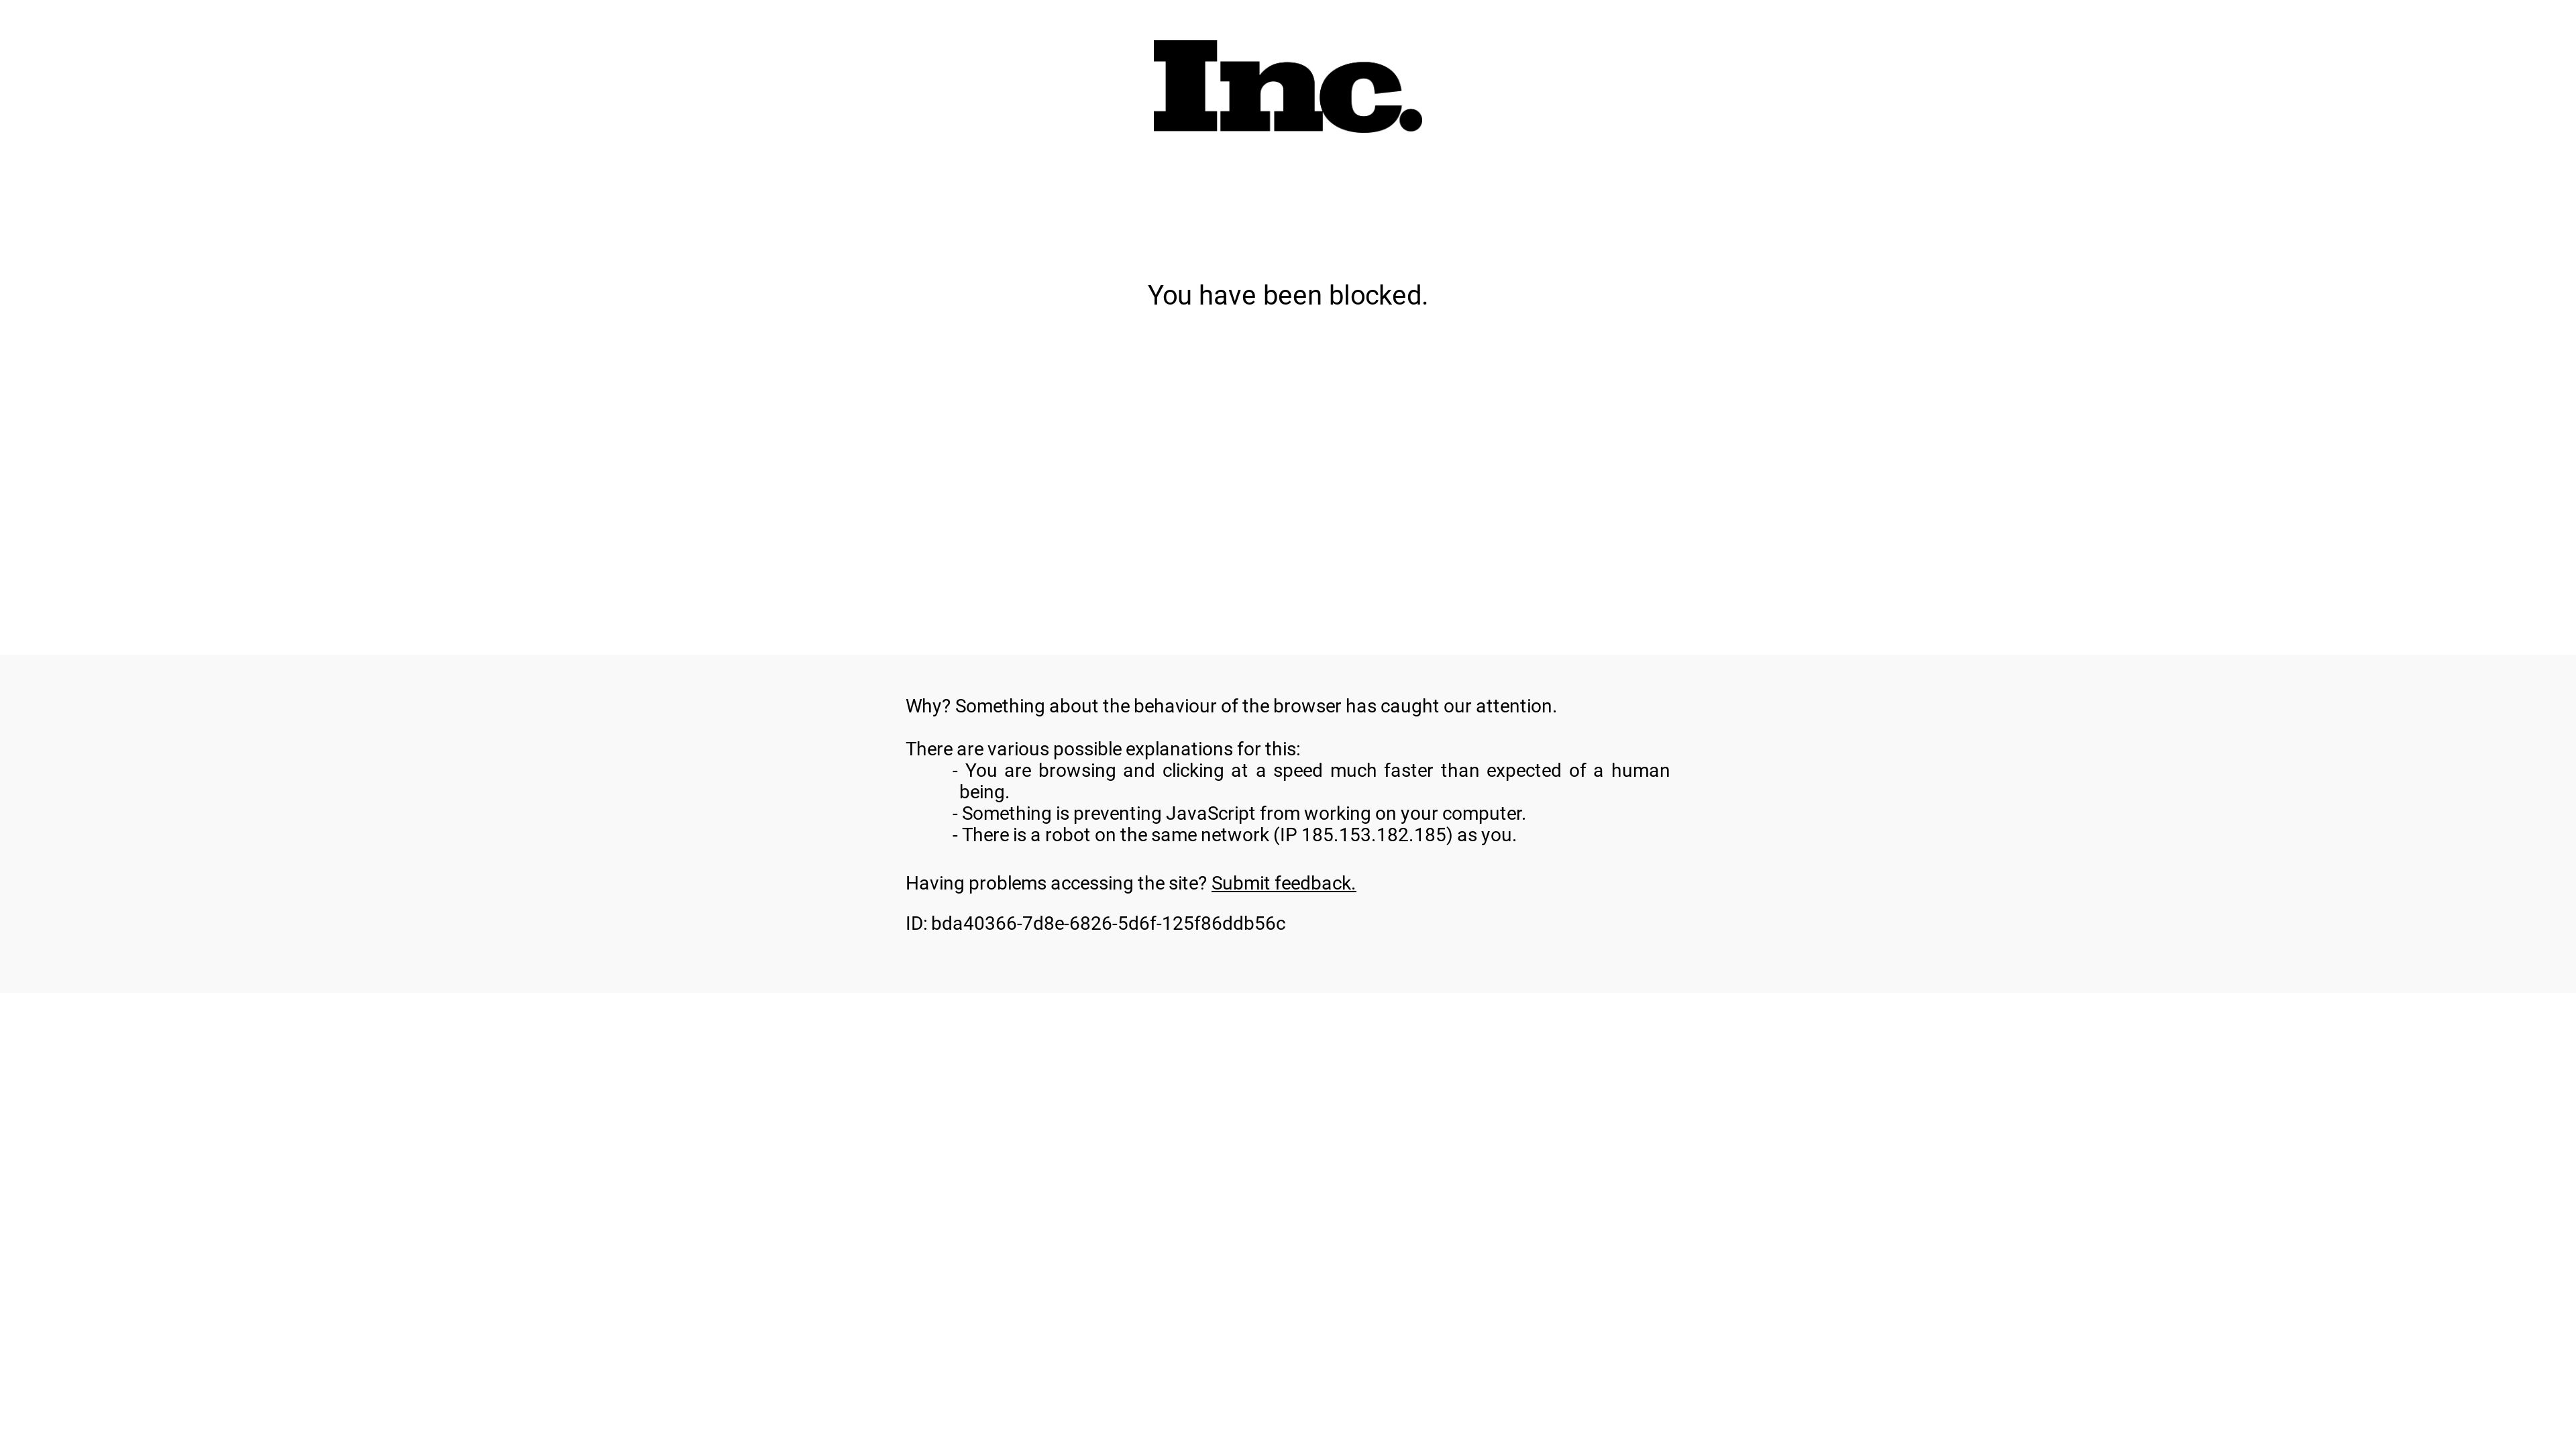 Inc.
You have been blocked.
Why? Something about the behaviour of the browser has caught our attention.
There are various possible explanations for this:
- You are browsing and clicking at a speed much faster than expected of a human
being.
- Something is preventing JavaScript from working on your computer.
- There is a robot on the same network (IP 185.153.182.185) as you.
Having problems accessing the site? Submit feedback.
ID: bda40366-7d8e-6826-5d6f-125f86ddb56c